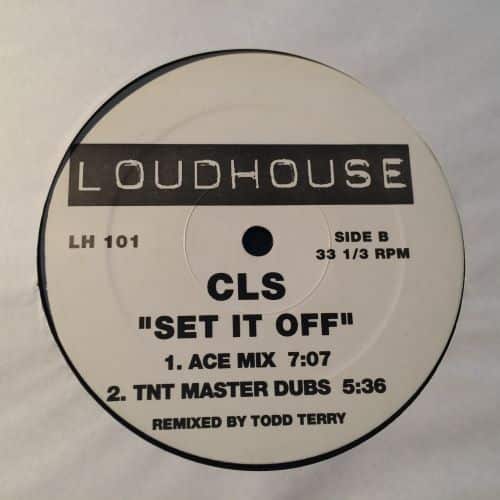 LOUDHOUSE
LH 101
SIDE B
33 1/3 RPM
CLS
"SET IT OFF"
1. ACE MIX 7:07
2. TNT MASTER DUBS 5:36
REMIXED BY TODD TERRY